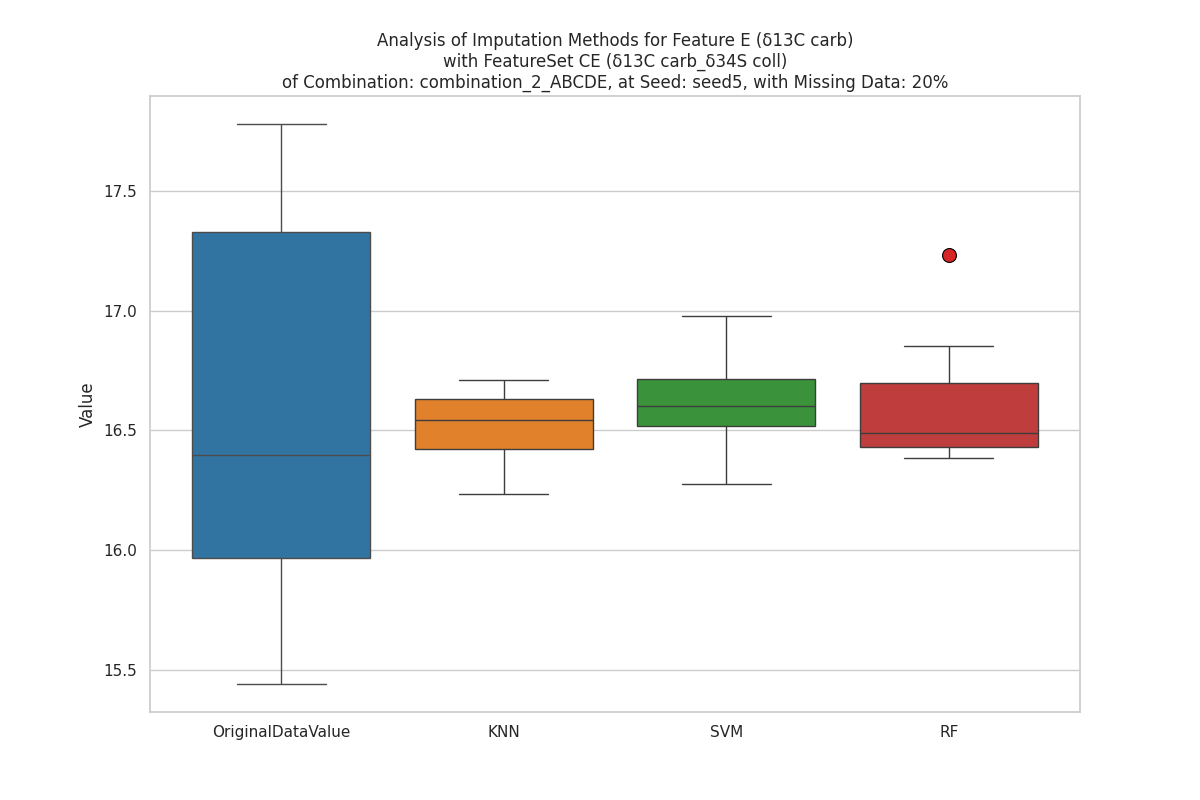 Analysis of Imputation Methods for Feature E (δ13C carb)
with FeatureSet CE (δ13C carb_δ34S coll)
of Combination: combination_2_ABCDE, at Seed: seed5, with Missing Data: 20%
17.5
17.0
16.5
16.0
15.5
Value
OriginalDataValue
KNN
SVM
RF